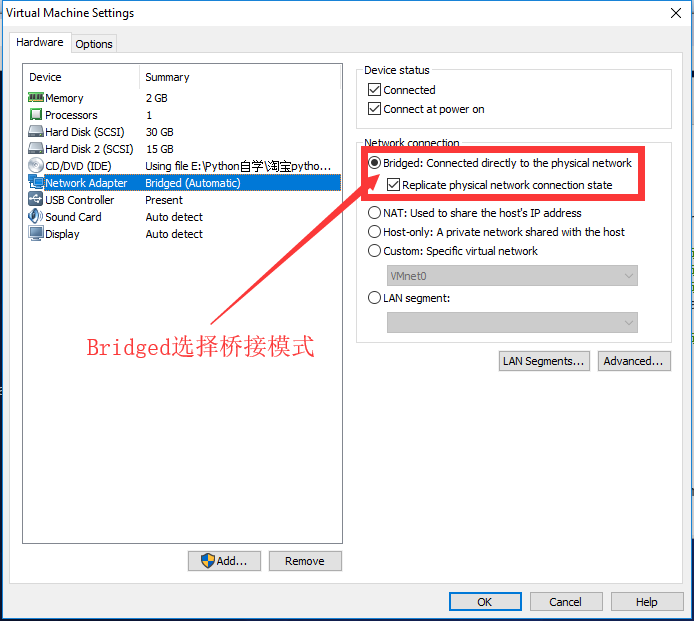 Virtual Machine Settings
Hardware
Options
Device Summary
Memory 2 GB
Processors 1
Hard Disk (SCSI) 30 GB
Hard Disk 2 (SCSI) 15 GB
CD/DVD (IDE) Using file E:\Python自学\淘宝pytho...
Network Adapter Bridged (Automatic)
USB Controller Present
Sound Card Auto detect
Display Auto detect
Bridged选择桥接模式
Add...
Remove
Device status
Connected
Connect at power on
Network connection
Bridged: Connected directly to the physical network
Replicate physical network connection state
NAT: Used to share the host's IP address
Host-only: A private network shared with the host
Custom: Specific virtual network
VMnet0
LAN segment:
LAN Segments...
Advanced...
OK
Cancel
Help